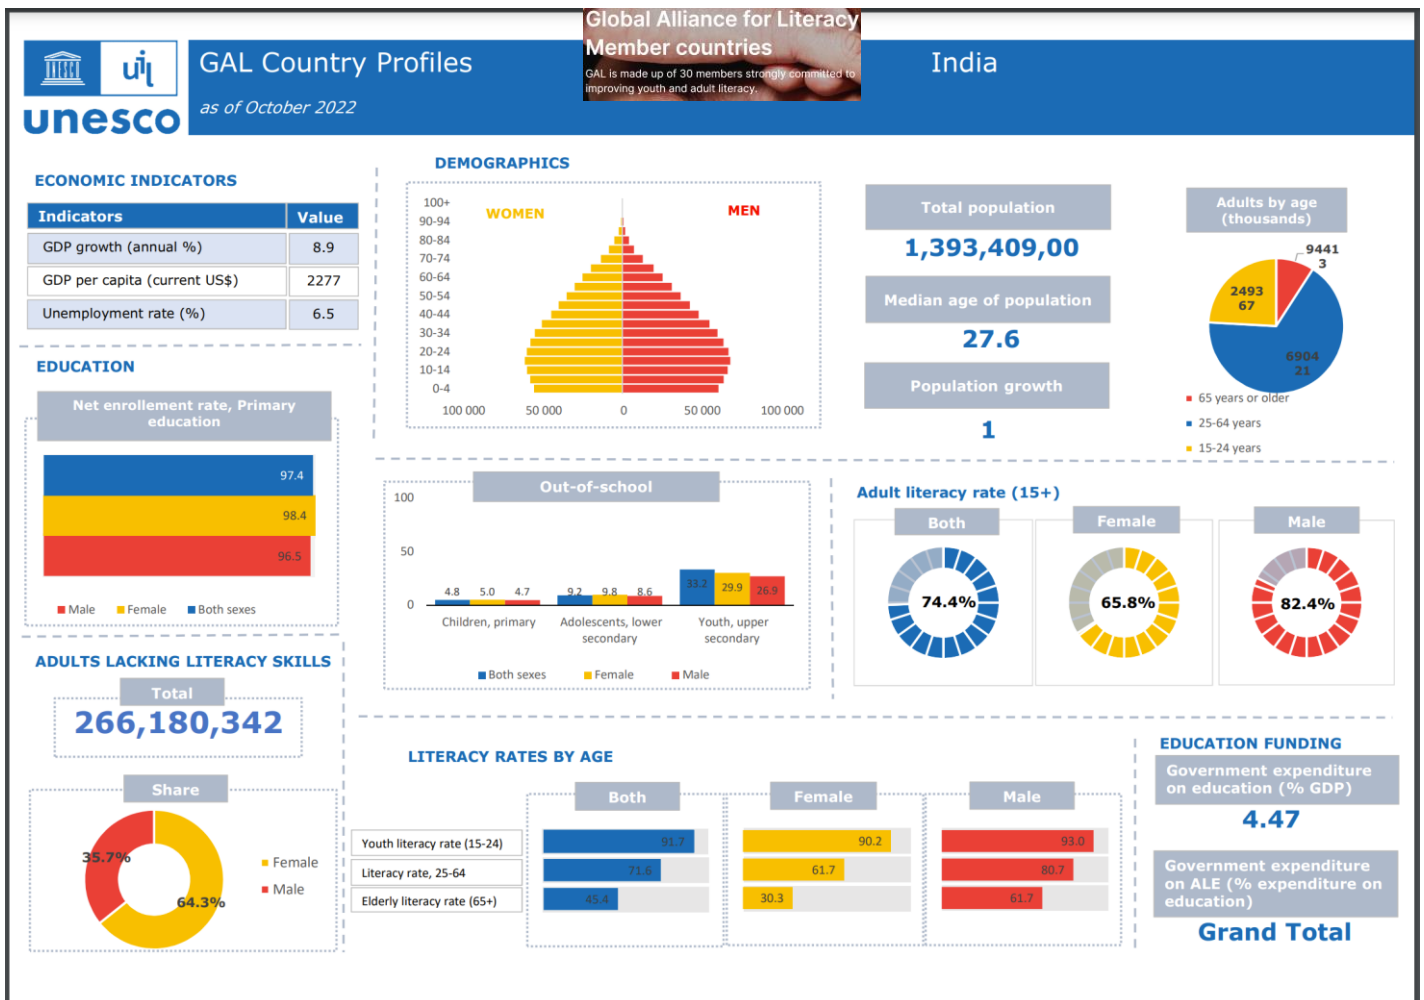 Global Alliance for Literacy
Member countries
GAL is made up of 30 members strongly committed to
improving youth and adult literacy.
uiʅ
unesco
GAL Country Profiles
as of October 2022
India
ECONOMIC INDICATORS
Indicators Value
GDP growth (annual %) 8.9
GDP per capita (current US$) 2277
Unemployment rate (%) 6.5
EDUCATION
Net enrollement rate, Primary
education
97.4
98.4
96.5
Male Female Both sexes
DEMOGRAPHICS
WOMEN MEN
100+
90-94
80-84
70-74
60-64
50-54
40-44
30-34
20-24
10-14
0-4
100 000 50 000 0 50 000 100 000
Total population
1,393,409,00
Median age of population
27.6
Population growth
1
Adults by age
(thousands)
9441
3
2493
67
6904
21
65 years or older
25-64 years
15-24 years
Out-of-school
100
50
0
4.8 5.0 4.7
9.2 9.8 8.6
33.2 29.9 26.9
Children, primary
Adolescents, lower
secondary
Youth, upper
secondary
Both sexes Female Male
Adult literacy rate (15+)
Both Female Male
74.4% 65.8% 82.4%
ADULTS LACKING LITERACY SKILLS
Total
266,180,342
Share
35.7%
64.3%
Female
Male
LITERACY RATES BY AGE
Both Female Male
Youth literacy rate (15-24) 91.7 90.2 93.0
Literacy rate, 25-64 71.6 61.7 80.7
Elderly literacy rate (65+) 45.4 30.3 61.7
EDUCATION FUNDING
Government expenditure
on education (% GDP)
4.47
Government expenditure
on ALE (% expenditure on
education)
Grand Total